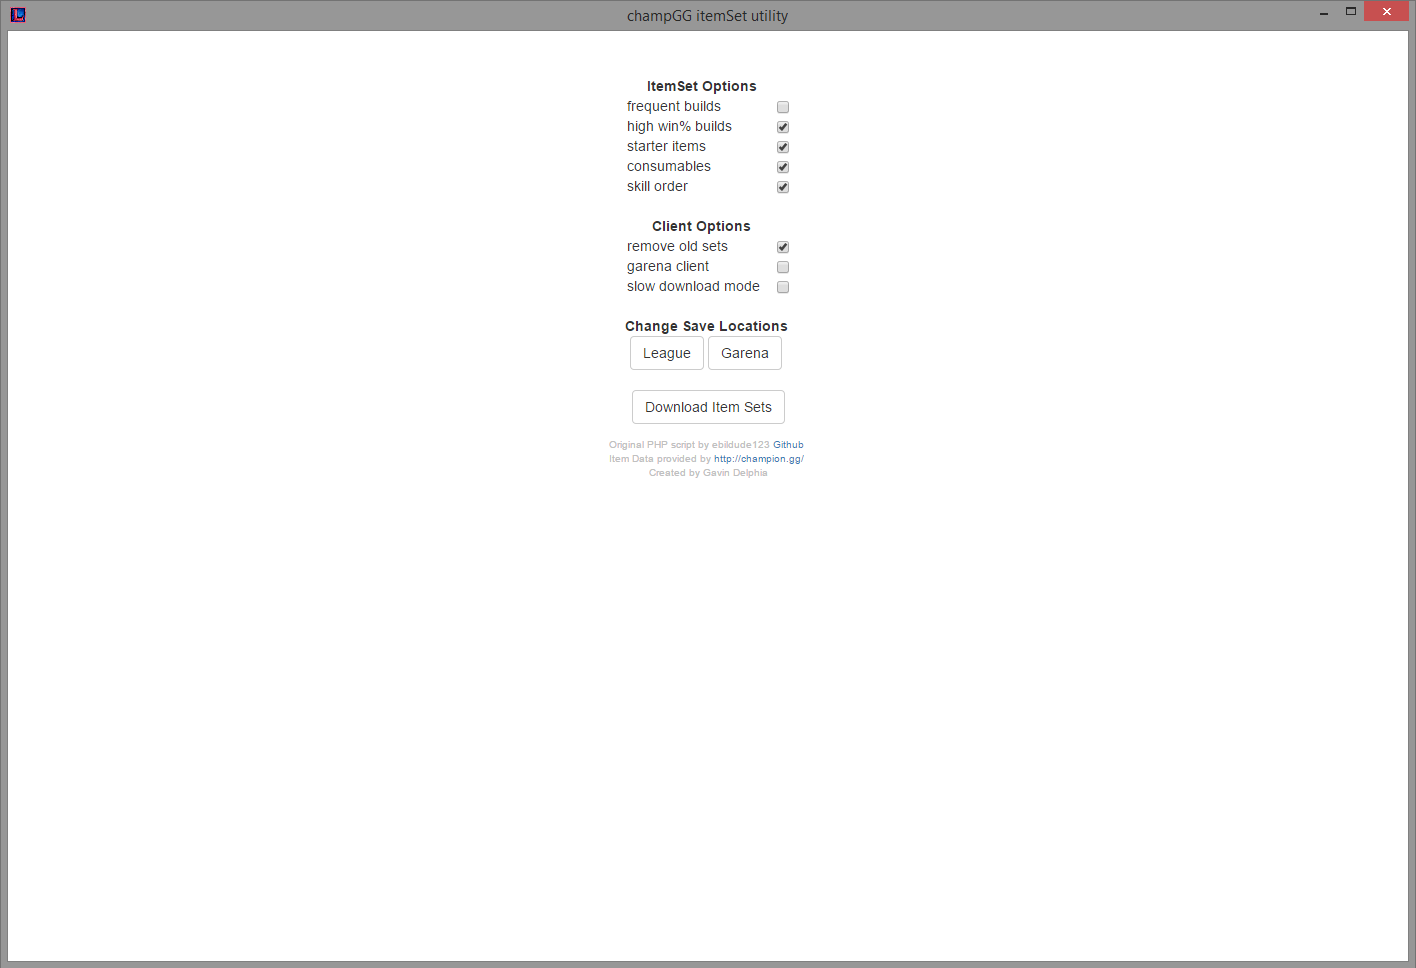 champGG itemSet utility
ItemSet Options
frequent builds
high win% builds
starter items
consumables
skill order
Client Options
remove old sets
garena client
slow download mode
Change Save Locations
League Garena
Download Item Sets
Original PHP script by ebildude123 Github
Item Data provided by http://champion.gg/
Created by Gavin Delphia